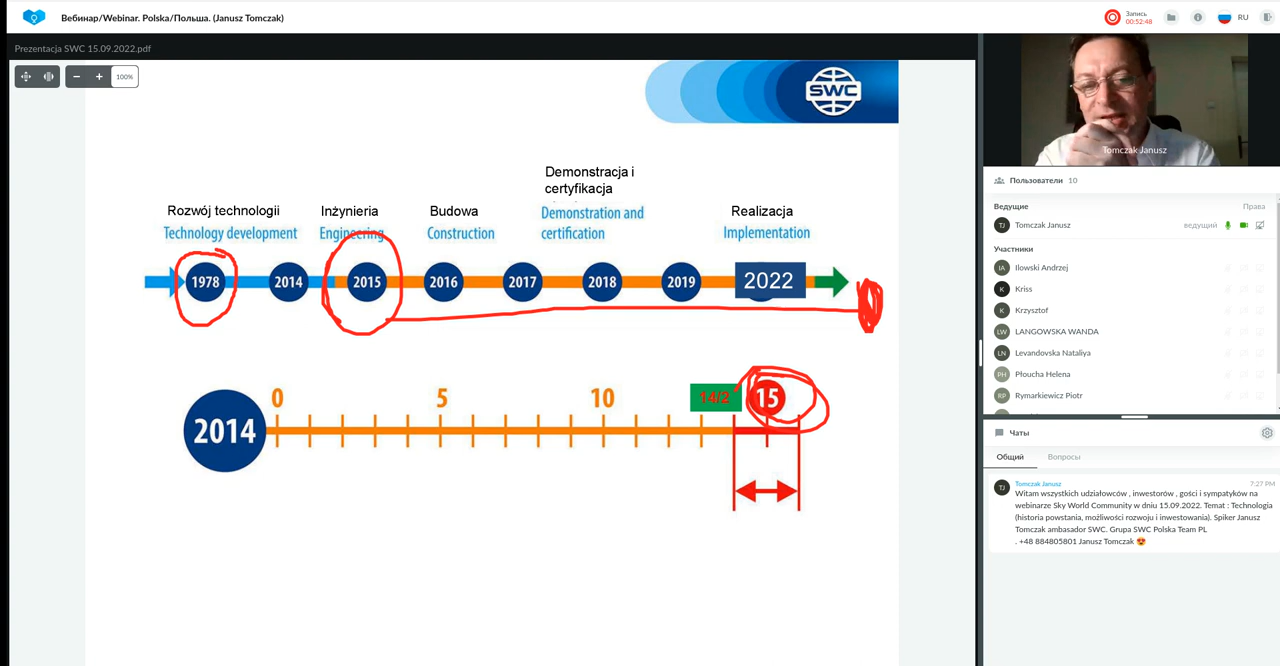 Вебинар/Webinar. Polska/Польша. (Janusz Tomczak)
Запись
00:52:48
RU
Prezentacja SWC 15.09.2022.pdf
100%
SWC
Tomczak Janusz
Demonstracja i
certyfikacja
Rozwój technologii
Inżynieria
Budowa
Realizacja
Technology development
Engineering
Construction
Demonstration and
certification
Implementation
1978
2014
2015
2016
2017
2018
2019
2022
0
5
10
14/2
15
2014
Пользователи 10
Ведущие
Права
TJ Tomczak Janusz ведущий
Участники
IA Ilowski Andrzej
K Kriss
K Krzysztof
LW LANGOWSKA WANDA
LN Levandovska Nataliya
PH Płoucha Helena
RP Rymarkiewicz Piotr
Чаты
Общий
Вопросы
TJ Tomczak Janusz 7:27 PM
Witam wszystkich udziałowców , inwestorów , gości i sympatyków na
webinarze Sky World Community w dniu 15.09.2022. Temat : Technologia
(historia powstania, możliwości rozwoju i inwestowania). Spiker Janusz
Tomczak ambasador SWC. Grupa SWC Polska Team PL
. +48 884805801 Janusz Tomczak 😍